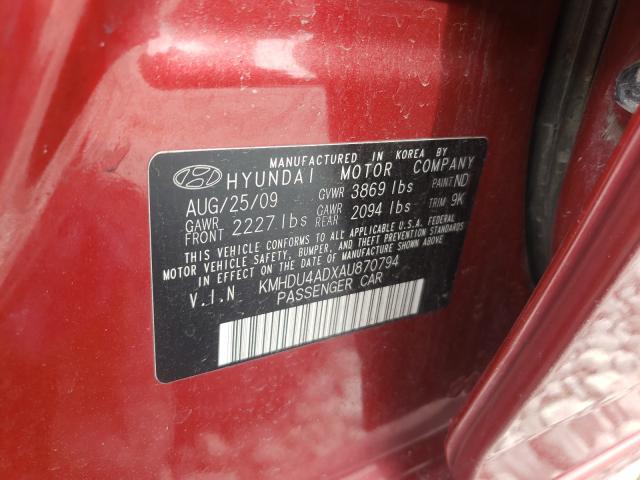 MANUFACTURED IN KOREA BY
HYUNDAI MOTOR COMPANY
AUG/25/09 GVWR 3869 lbs PAINT ND
GAWR FRONT 2227 lbs GAWR REAR 2094 lbs TRIM 9K
THIS VEHICLE CONFORMS TO ALL APPLICABLE U.S.A. FEDERAL
MOTOR VEHICLE SAFETY, BUMPER, AND THEFT PREVENTION STANDARDS
IN EFFECT ON THE DATE OF MANUFACTURE SHOWN ABOVE.
V.I.N KMHDU4ADXAU870794
PASSENGER CAR